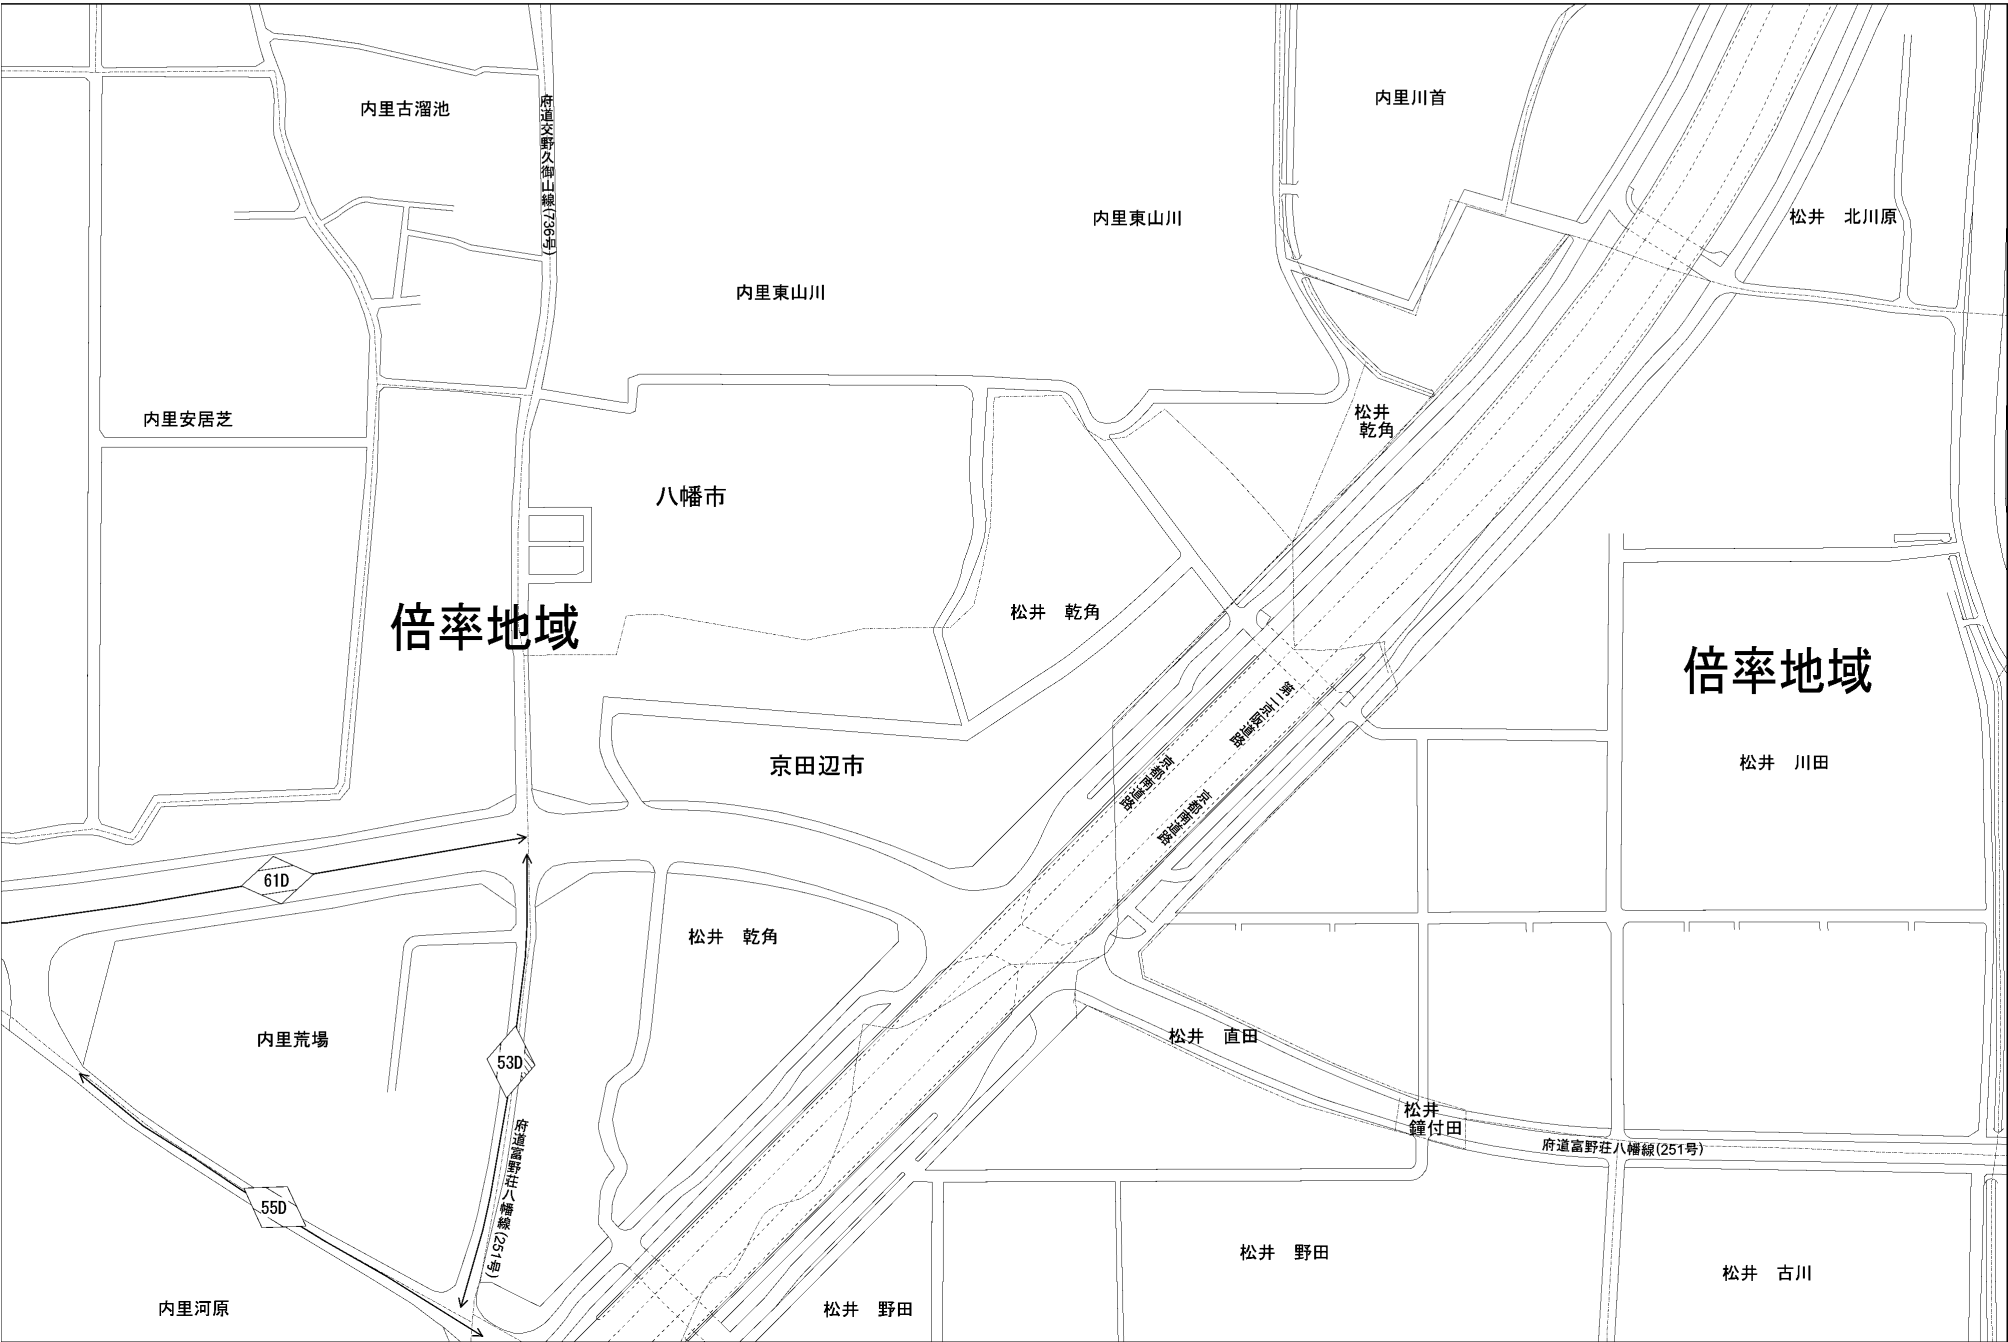 内里川首
内里古溜池
府道交野久御山線(736号)
内里東山川
松井　北川原
内里東山川
松井
乾角
内里安居芝
八幡市
松井　乾角
倍率地域
倍率地域
第二京阪道路
京田辺市
松井　川田
京都南道路
京都南道路
61D
松井　乾角
内里荒場
松井　直田
53D
松井
鐘付田
府道富野荘八幡線(251号)
府道富野荘八幡線(251号)
55D
松井　野田
松井　古川
内里河原
松井　野田